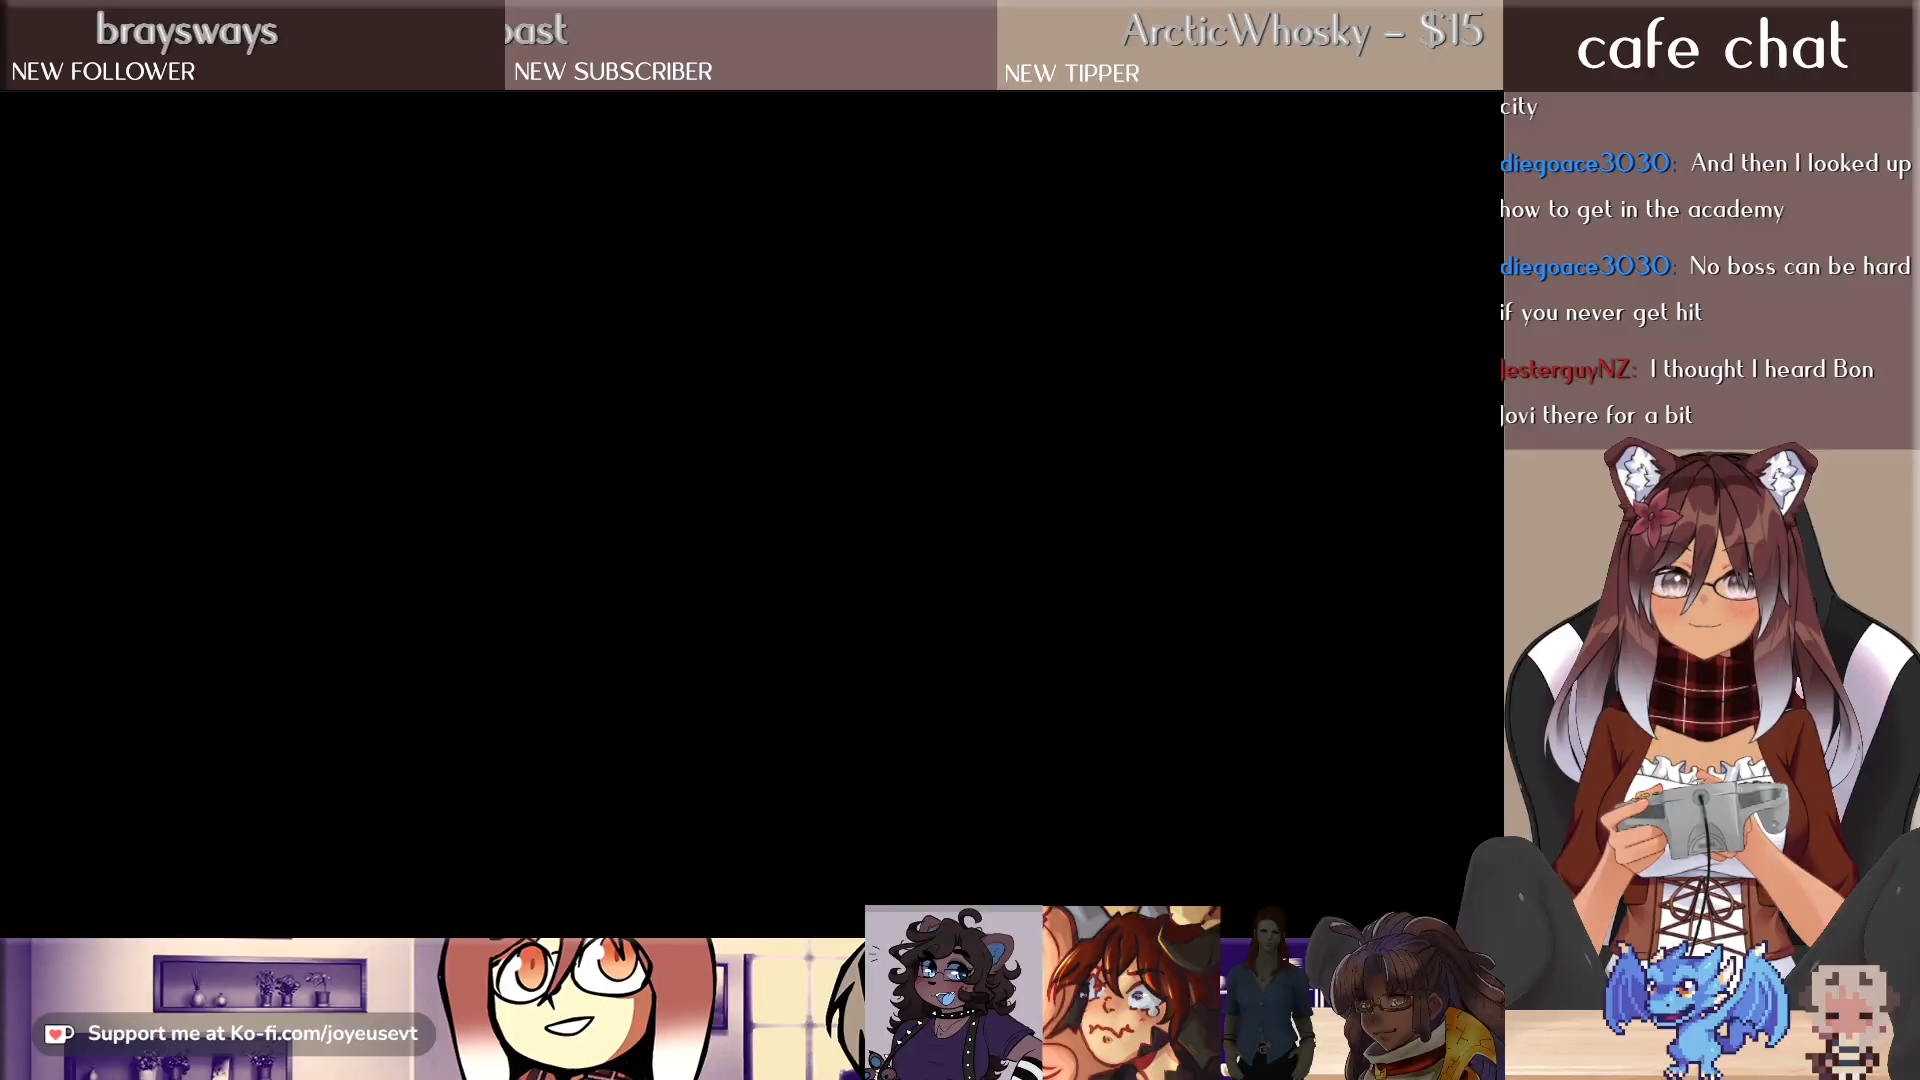 braysways
NEW FOLLOWER
oast
NEW SUBSCRIBER
ArcticWhosky - $15
NEW TIPPER
cafe chat
city
diegoace3030: And then I looked up
how to get in the academy
diegoace3030: No boss can be hard
if you never get hit
JesterguyNZ: I thought I heard Bon
Jovi there for a bit
Support me at Ko-fi.com/joyeusevt